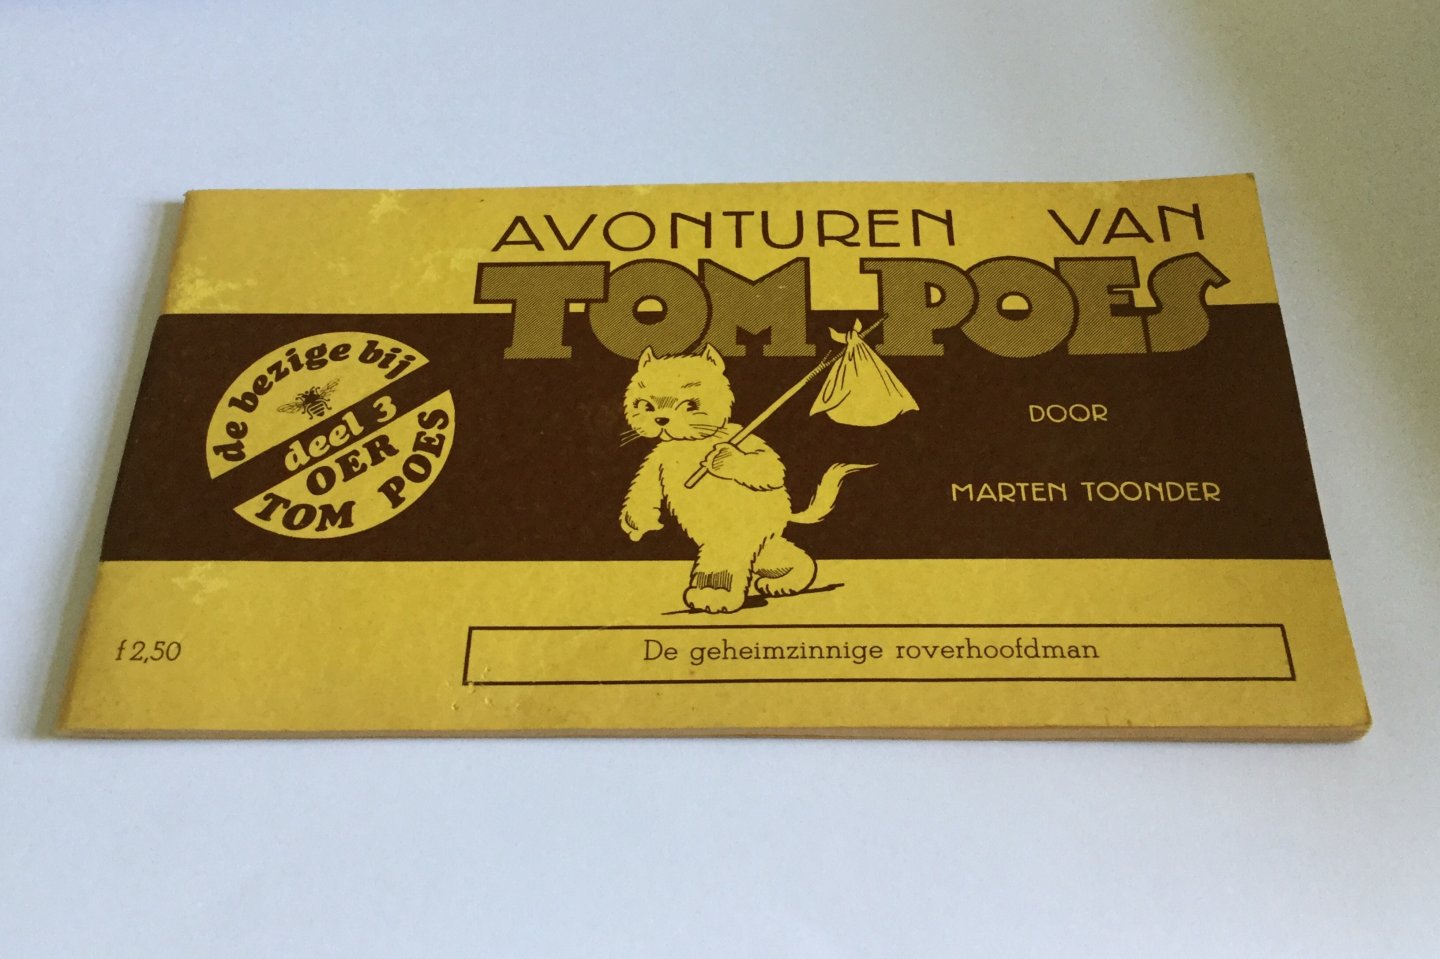 AVONTUREN VAN
TOM POES
DOOR
MARTEN TOONDER
de bezige bij
deel 3
OER
TOM POES
f 2,50
De geheimzinnige roverhoofdman